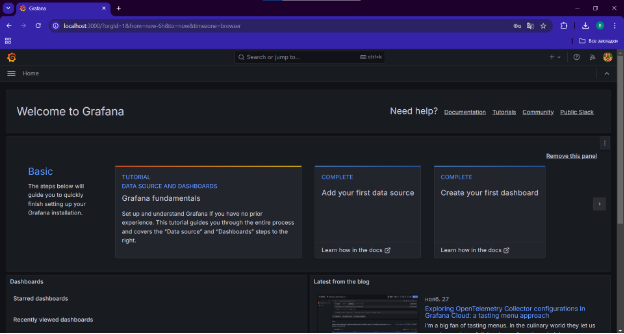 Grafana
localhost:3000/?orgId=1&from=now-6h&to=now&timezone=browser
Все закладки
Search or jump to...
ctrl+k
Home
Welcome to Grafana
Need help?
Documentation
Tutorials
Community
Public Slack
Remove this panel
Basic
The steps below will
guide you to quickly
finish setting up your
Grafana installation.
TUTORIAL
DATA SOURCE AND DASHBOARDS
Grafana fundamentals
Set up and understand Grafana if you have no prior
experience. This tutorial guides you through the entire process
and covers the "Data source" and "Dashboards" steps to the
right.
COMPLETE
Add your first data source
Learn how in the docs
COMPLETE
Create your first dashboard
Learn how in the docs
Dashboards
Starred dashboards
Recently viewed dashboards
Latest from the blog
нояб. 27
Exploring OpenTelemetry Collector configurations in
Grafana Cloud: a tasting menu approach
I'm a big fan of tasting menus. In the culinary world they let us